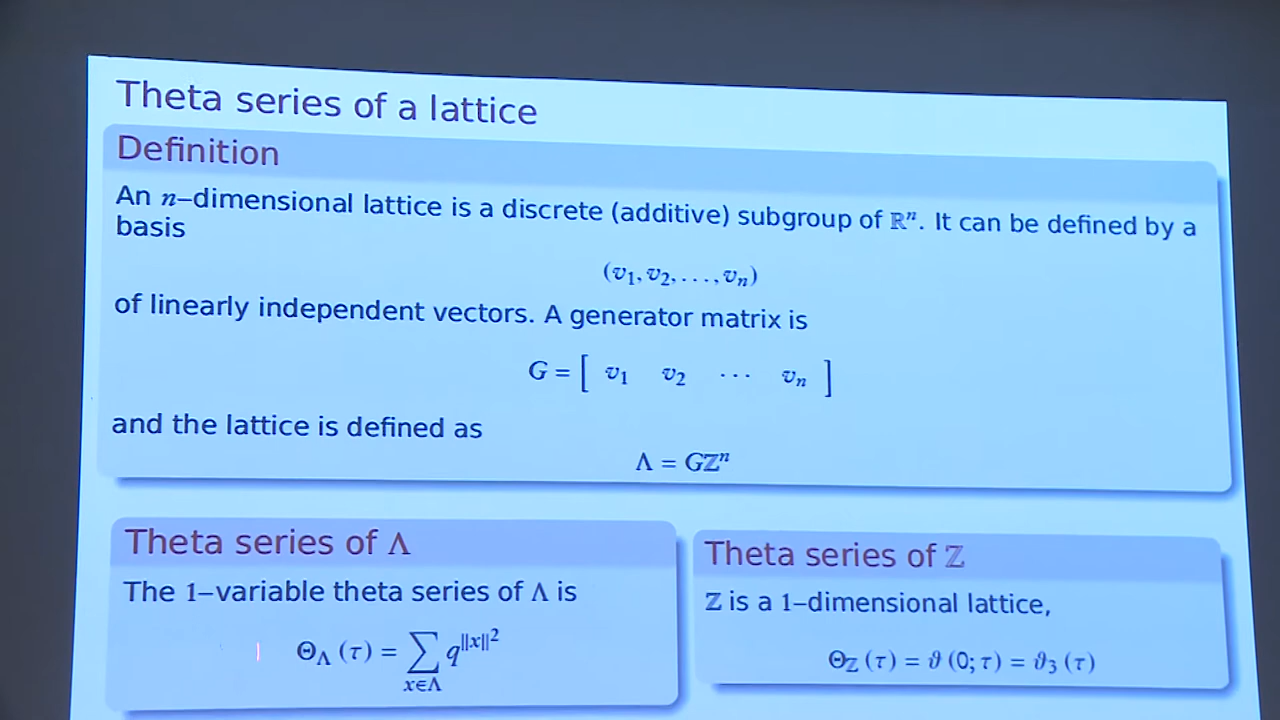 Theta series of a lattice
Definition
An n–dimensional lattice is a discrete (additive) subgroup of ℝⁿ. It can be defined by a
basis
(v₁, v₂, . . . , vₙ)
of linearly independent vectors. A generator matrix is
G = [ v₁ v₂ ··· vₙ ]
and the lattice is defined as
Λ = Gℤⁿ
Theta series of Λ
The 1–variable theta series of Λ is
Θ_Λ (τ) = ∑_{x∈Λ} q^{‖x‖²}
Theta series of ℤ
ℤ is a 1–dimensional lattice,
Θ_ℤ (τ) = ϑ (0; τ) = ϑ₃ (τ)